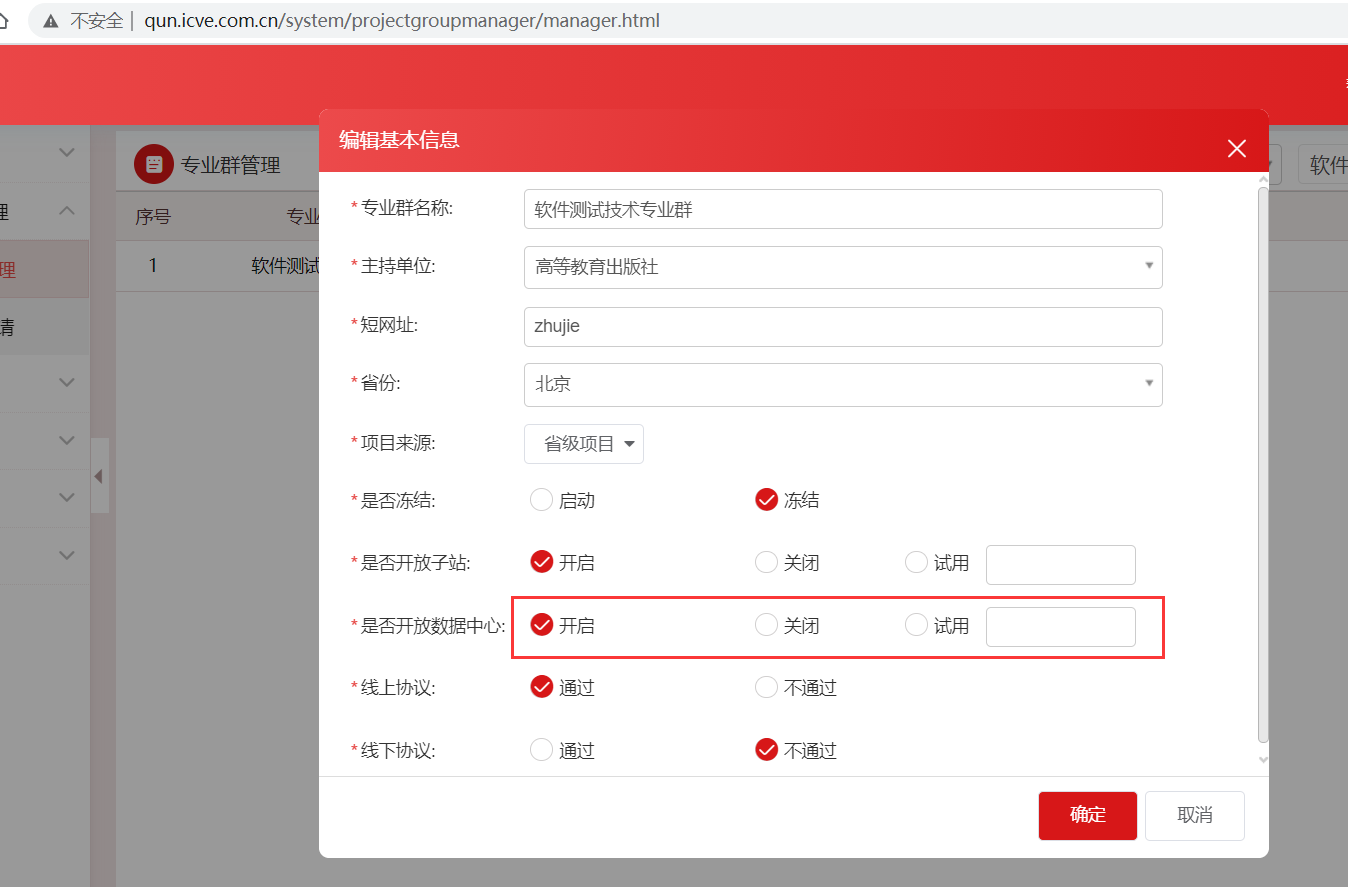 不安全 | qun.icve.com.cn/system/projectgroupmanager/manager.html
编辑基本信息
专业群管理
软件
理
序号
专业
*专业群名称:
软件测试技术专业群
理
1
软件测试
*主持单位:
高等教育出版社
请
*短网址:
zhujie
*省份:
北京
*项目来源:
省级项目
*是否冻结:
启动
冻结
*是否开放子站:
开启
关闭
试用
*是否开放数据中心:
开启
关闭
试用
*线上协议:
通过
不通过
*线下协议:
通过
不通过
确定
取消